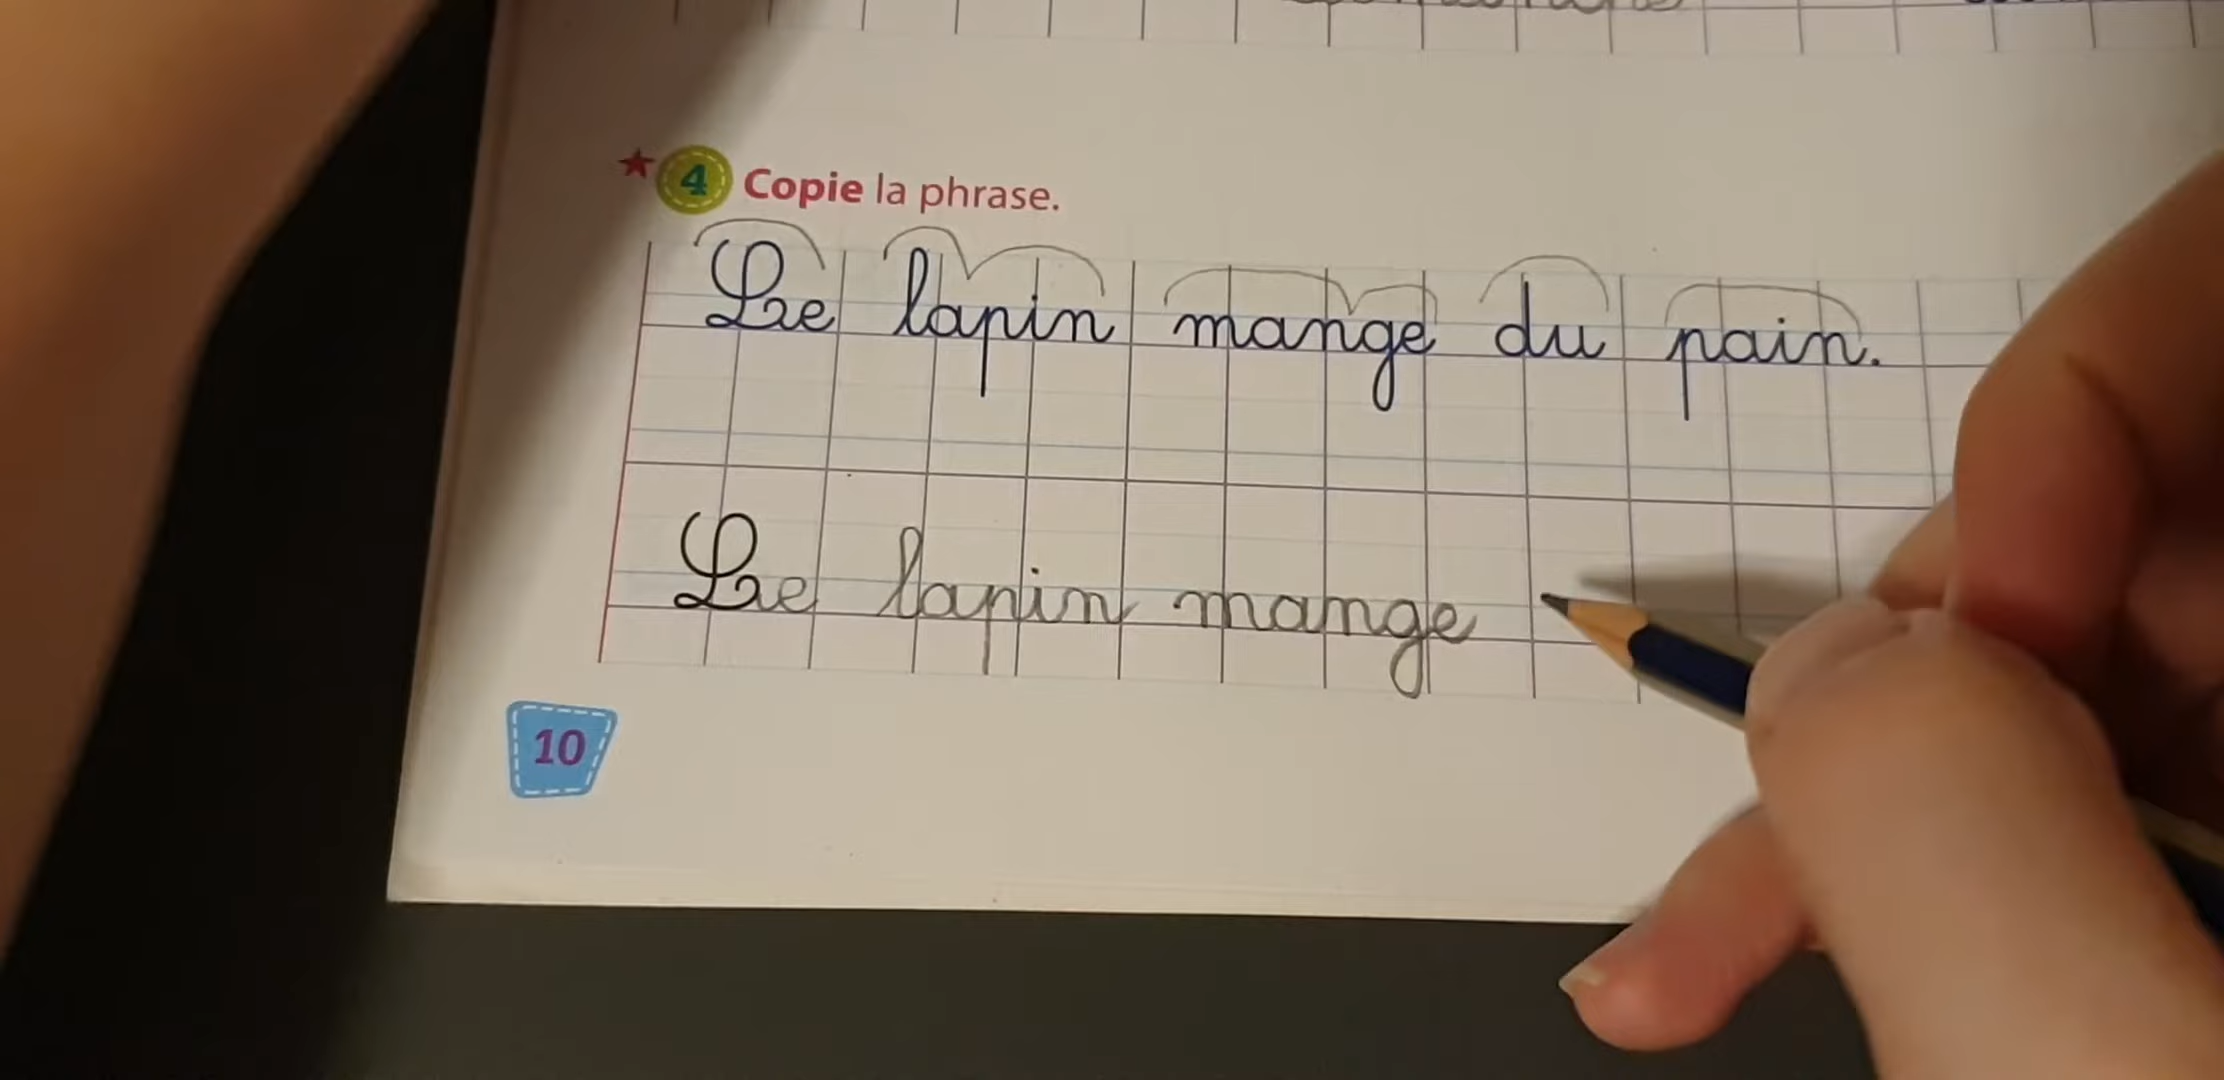 4 Copie la phrase.
Le lapin mange du pain.
Le lapin mange
10